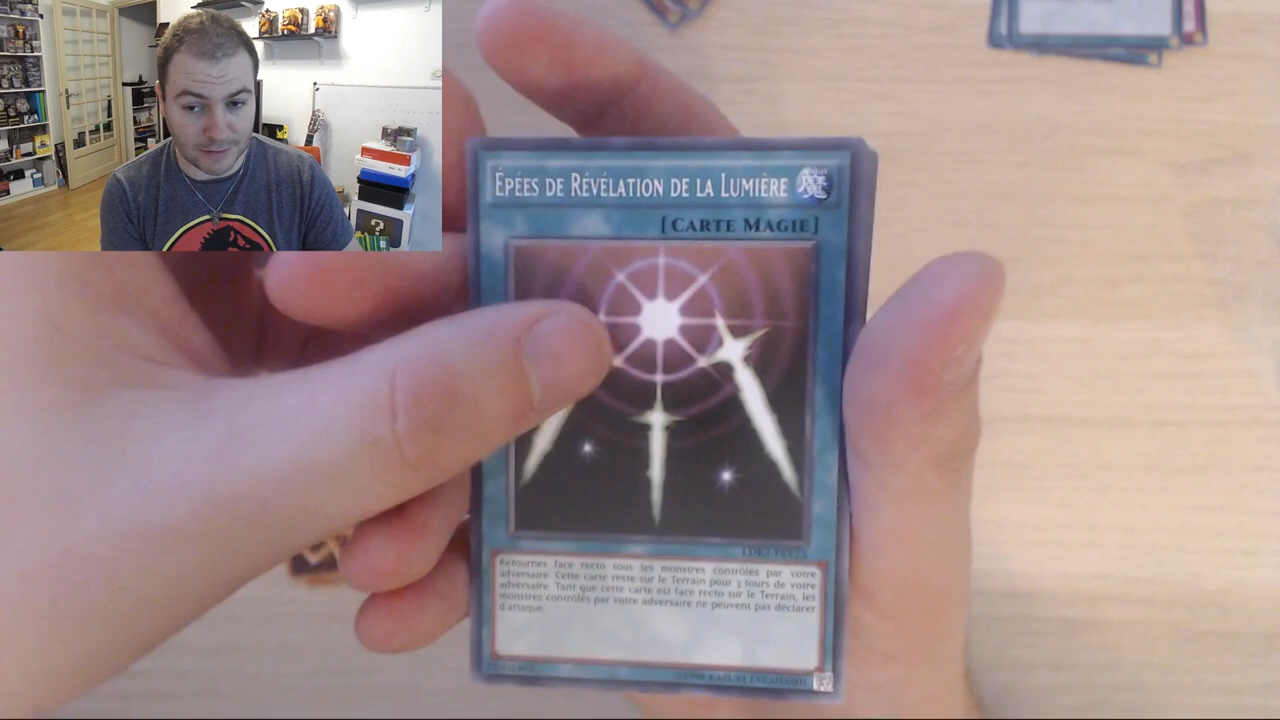 Épées de Révélation de la Lumière
[Carte Magie]
Retournez face recto tous les monstres contrôlés par votre
adversaire. Cette carte reste sur le Terrain pour 3 tours de votre
adversaire. Tant que cette carte est face recto sur le Terrain, les
monstres contrôlés par votre adversaire ne peuvent pas déclarer
d'attaque.
?